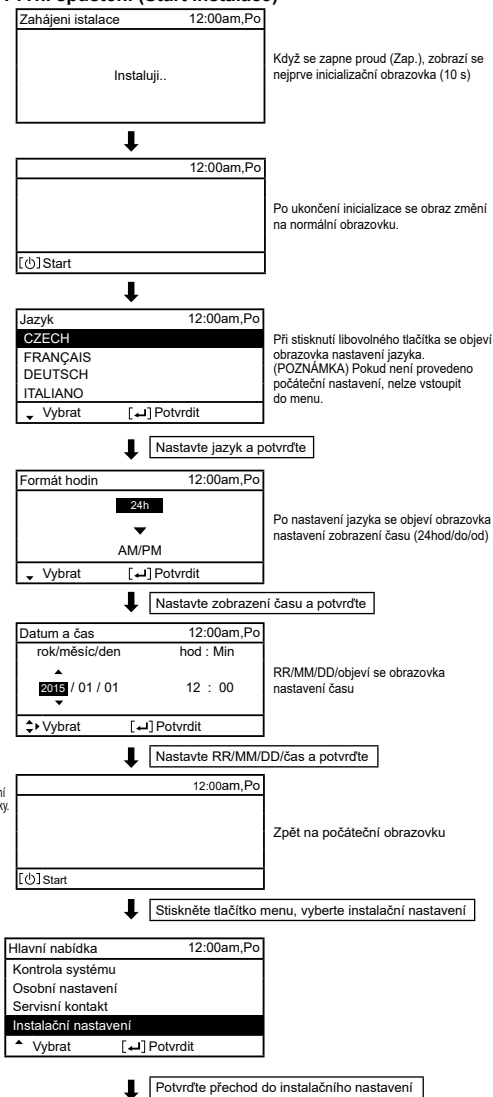 Zahájeni istalace 12:00am,Po
Instaluji..
Když se zapne proud (Zap.), zobrazí se
nejprve inicializační obrazovka (10 s)
12:00am,Po
[⏻]Start
Po ukončení inicializace se obraz změní
na normální obrazovku.
Jazyk 12:00am,Po
CZECH
FRANÇAIS
DEUTSCH
ITALIANO
Vybrat [↵] Potvrdit
Při stisknutí libovolného tlačítka se objeví
obrazovka nastavení jazyka.
(POZNÁMKA) Pokud není provedeno
počáteční nastavení, nelze vstoupit
do menu.
Nastavte jazyk a potvrďte
Formát hodin 12:00am,Po
24h
AM/PM
Vybrat [↵] Potvrdit
Po nastavení jazyka se objeví obrazovka
nastavení zobrazení času (24hod/do/od)
Nastavte zobrazení času a potvrďte
Datum a čas 12:00am,Po
rok/měsíc/den hod : Min
2015 / 01 / 01 12 : 00
Vybrat [↵] Potvrdit
RR/MM/DD/objeví se obrazovka
nastavení času
Nastavte RR/MM/DD/čas a potvrďte
12:00am,Po
[⏻]Start
Zpět na počáteční obrazovku
Stiskněte tlačítko menu, vyberte instalační nastavení
Hlavní nabídka 12:00am,Po
Kontrola systému
Osobní nastavení
Servisní kontakt
Instalační nastavení
Vybrat [↵] Potvrdit
Potvrďte přechod do instalačního nastavení